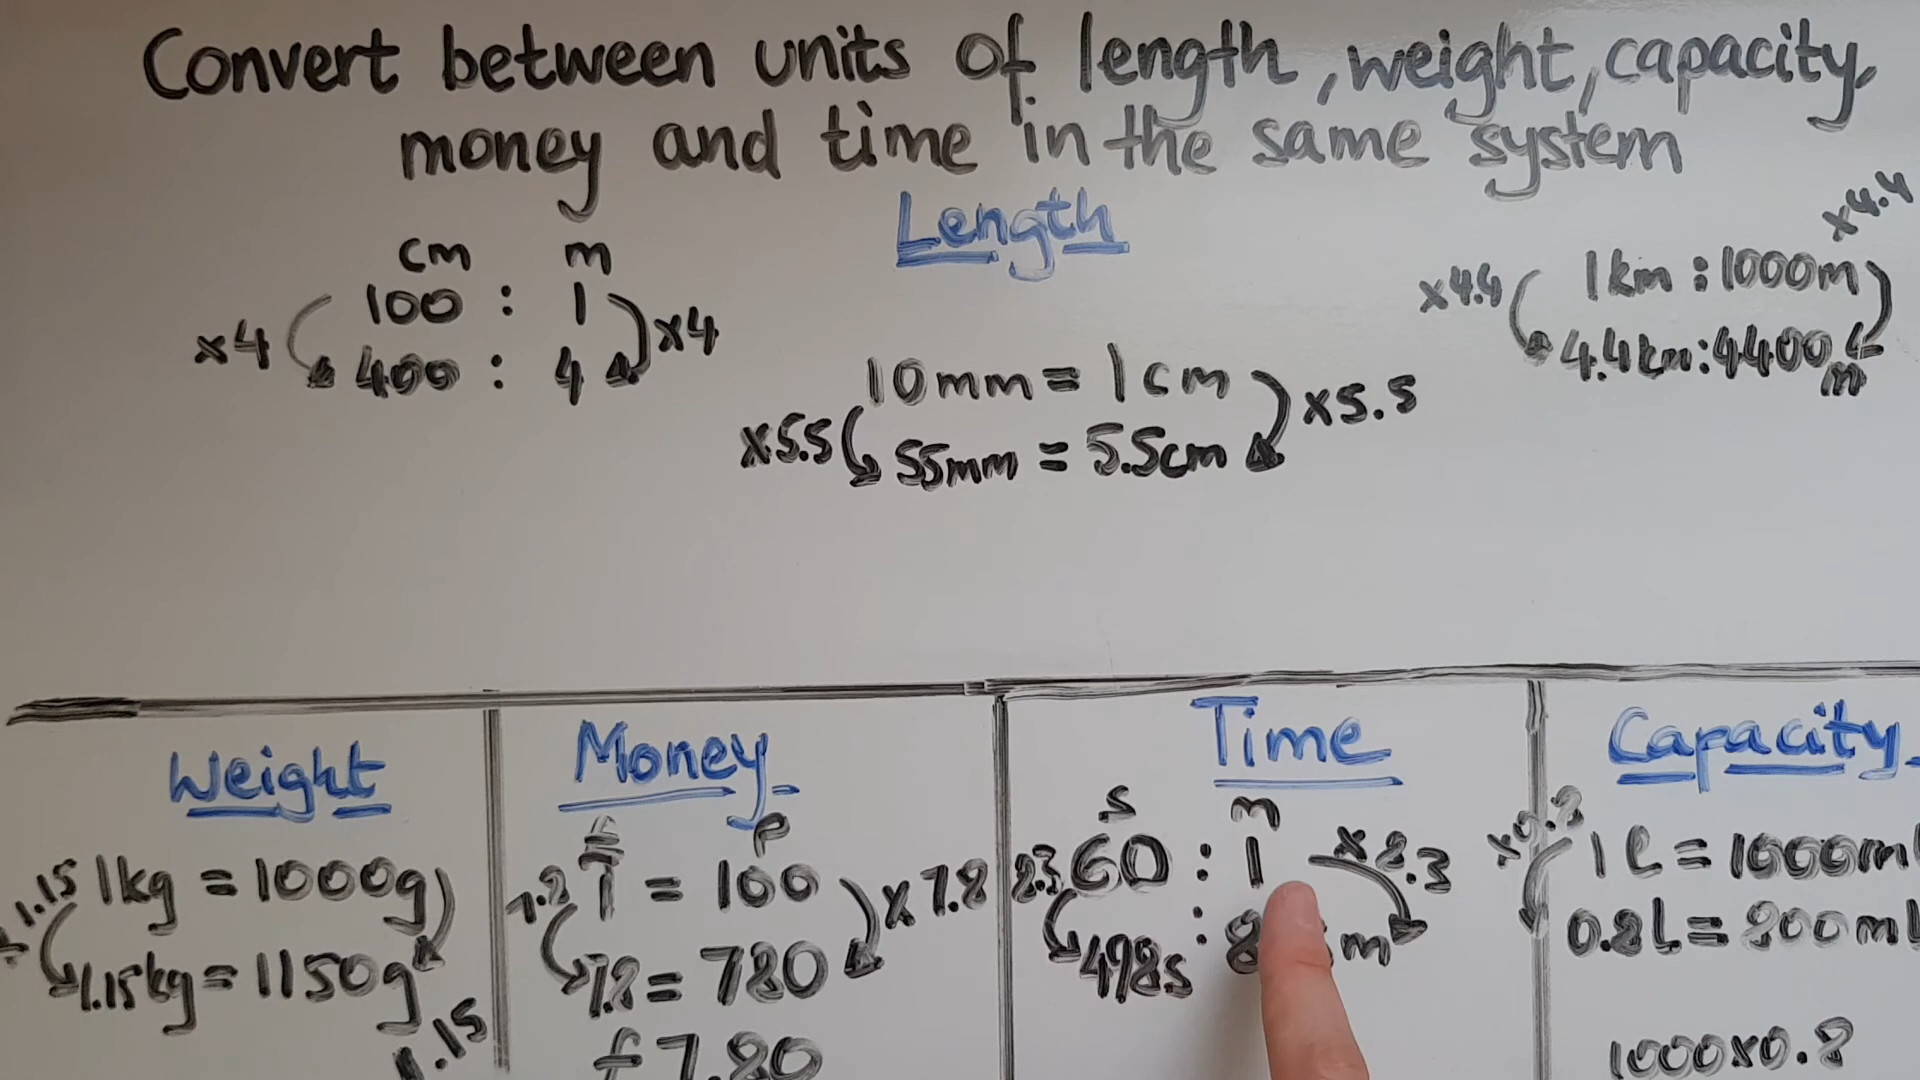 Convert between units of length, weight, capacity,
money and time in the same system
Length
cm m
100 : 1
x4 x4
400 : 4
10mm = 1cm
x5.5 x5.5
55mm = 5.5cm
x4.4
x4.4 1km : 1000m
4.4km : 4400
m
Weight
1.15 1kg = 1000g
1.15kg = 1150g
1.15
Money
£ p
7.8 1 = 100 x7.8
7.8 = 780
£7.80
Time
s m
60 : 1 x8.3
498s : 8 m
Capacity
x0.8 1l = 1000ml
0.8l = 800ml
1000x0.8